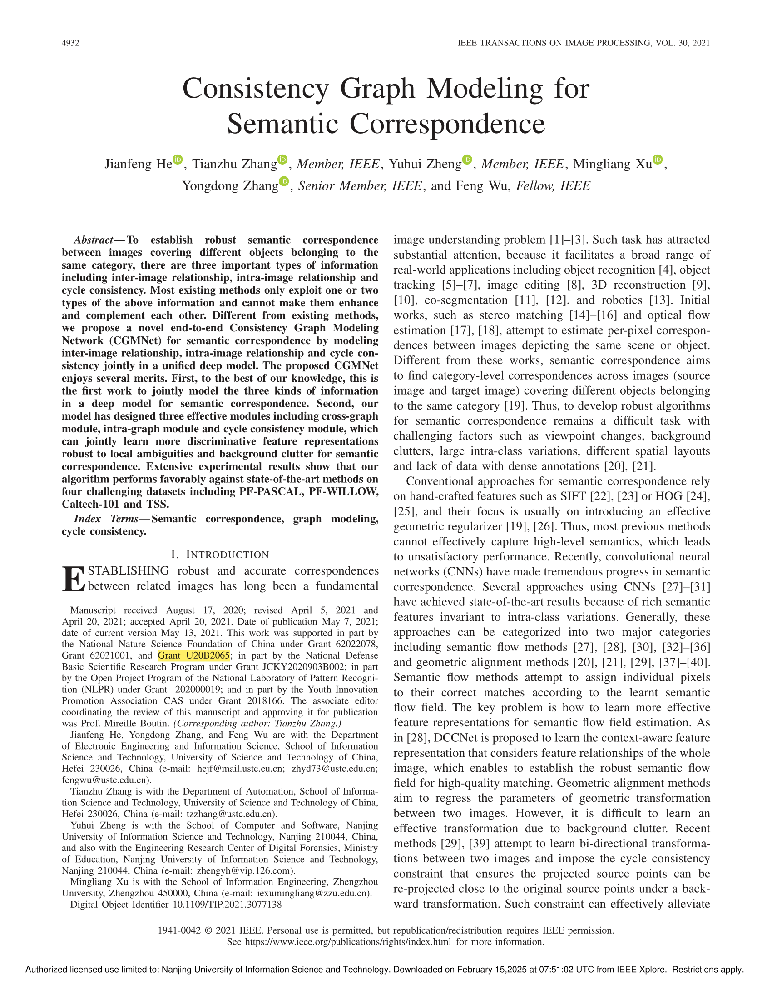 4932
IEEE TRANSACTIONS ON IMAGE PROCESSING, VOL. 30, 2021
Consistency Graph Modeling for
Semantic Correspondence
Jianfeng He, Tianzhu Zhang, Member, IEEE, Yuhui Zheng, Member, IEEE, Mingliang Xu,
Yongdong Zhang, Senior Member, IEEE, and Feng Wu, Fellow, IEEE
Abstract—To establish robust semantic correspondence
between images covering different objects belonging to the
same category, there are three important types of information
including inter-image relationship, intra-image relationship and
cycle consistency. Most existing methods only exploit one or two
types of the above information and cannot make them enhance
and complement each other. Different from existing methods,
we propose a novel end-to-end Consistency Graph Modeling
Network (CGMNet) for semantic correspondence by modeling
inter-image relationship, intra-image relationship and cycle con-
sistency jointly in a unified deep model. The proposed CGMNet
enjoys several merits. First, to the best of our knowledge, this is
the first work to jointly model the three kinds of information
in a deep model for semantic correspondence. Second, our
model has designed three effective modules including cross-graph
module, intra-graph module and cycle consistency module, which
can jointly learn more discriminative feature representations
robust to local ambiguities and background clutter for semantic
correspondence. Extensive experimental results show that our
algorithm performs favorably against state-of-the-art methods on
four challenging datasets including PF-PASCAL, PF-WILLOW,
Caltech-101 and TSS.
Index Terms—Semantic correspondence, graph modeling,
cycle consistency.
I. INTRODUCTION
ESTABLISHING robust and accurate correspondences
between related images has long been a fundamental
Manuscript received August 17, 2020; revised April 5, 2021 and
April 20, 2021; accepted April 20, 2021. Date of publication May 7, 2021;
date of current version May 13, 2021. This work was supported in part by
the National Nature Science Foundation of China under Grant 62022078,
Grant 62021001, and Grant U20B2065; in part by the National Defense
Basic Scientific Research Program under Grant JCKY2020903B002; in part
by the Open Project Program of the National Laboratory of Pattern Recogni-
tion (NLPR) under Grant 202000019; and in part by the Youth Innovation
Promotion Association CAS under Grant 2018166. The associate editor
coordinating the review of this manuscript and approving it for publication
was Prof. Mireille Boutin. (Corresponding author: Tianzhu Zhang.)
Jianfeng He, Yongdong Zhang, and Feng Wu are with the Department
of Electronic Engineering and Information Science, School of Information
Science and Technology, University of Science and Technology of China,
Hefei 230026, China (e-mail: hejf@mail.ustc.eu.cn; zhyd73@ustc.edu.cn;
fengwu@ustc.edu.cn).
Tianzhu Zhang is with the Department of Automation, School of Informa-
tion Science and Technology, University of Science and Technology of China,
Hefei 230026, China (e-mail: tzzhang@ustc.edu.cn).
Yuhui Zheng is with the School of Computer and Software, Nanjing
University of Information Science and Technology, Nanjing 210044, China,
and also with the Engineering Research Center of Digital Forensics, Ministry
of Education, Nanjing University of Information Science and Technology,
Nanjing 210044, China (e-mail: zhengyh@vip.126.com).
Mingliang Xu is with the School of Information Engineering, Zhengzhou
University, Zhengzhou 450000, China (e-mail: iexumingliang@zzu.edu.cn).
Digital Object Identifier 10.1109/TIP.2021.3077138
image understanding problem [1]–[3]. Such task has attracted
substantial attention, because it facilitates a broad range of
real-world applications including object recognition [4], object
tracking [5]–[7], image editing [8], 3D reconstruction [9],
[10], co-segmentation [11], [12], and robotics [13]. Initial
works, such as stereo matching [14]–[16] and optical flow
estimation [17], [18], attempt to estimate per-pixel correspon-
dences between images depicting the same scene or object.
Different from these works, semantic correspondence aims
to find category-level correspondences across images (source
image and target image) covering different objects belonging
to the same category [19]. Thus, to develop robust algorithms
for semantic correspondence remains a difficult task with
challenging factors such as viewpoint changes, background
clutters, large intra-class variations, different spatial layouts
and lack of data with dense annotations [20], [21].
Conventional approaches for semantic correspondence rely
on hand-crafted features such as SIFT [22], [23] or HOG [24],
[25], and their focus is usually on introducing an effective
geometric regularizer [19], [26]. Thus, most previous methods
cannot effectively capture high-level semantics, which leads
to unsatisfactory performance. Recently, convolutional neural
networks (CNNs) have made tremendous progress in semantic
correspondence. Several approaches using CNNs [27]–[31]
have achieved state-of-the-art results because of rich semantic
features invariant to intra-class variations. Generally, these
approaches can be categorized into two major categories
including semantic flow methods [27], [28], [30], [32]–[36]
and geometric alignment methods [20], [21], [29], [37]–[40].
Semantic flow methods attempt to assign individual pixels
to their correct matches according to the learnt semantic
flow field. The key problem is how to learn more effective
feature representations for semantic flow field estimation. As
in [28], DCCNet is proposed to learn the context-aware feature
representation that considers feature relationships of the whole
image, which enables to establish the robust semantic flow
field for high-quality matching. Geometric alignment methods
aim to regress the parameters of geometric transformation
between two images. However, it is difficult to learn an
effective transformation due to background clutter. Recent
methods [29], [39] attempt to learn bi-directional transforma-
tions between two images and impose the cycle consistency
constraint that ensures the projected source points can be
re-projected close to the original source points under a back-
ward transformation. Such constraint can effectively alleviate
1941-0042 © 2021 IEEE. Personal use is permitted, but republication/redistribution requires IEEE permission.
See https://www.ieee.org/publications/rights/index.html for more information.
Authorized licensed use limited to: Nanjing University of Information Science and Technology. Downloaded on February 15,2025 at 07:51:02 UTC from IEEE Xplore. Restrictions apply.